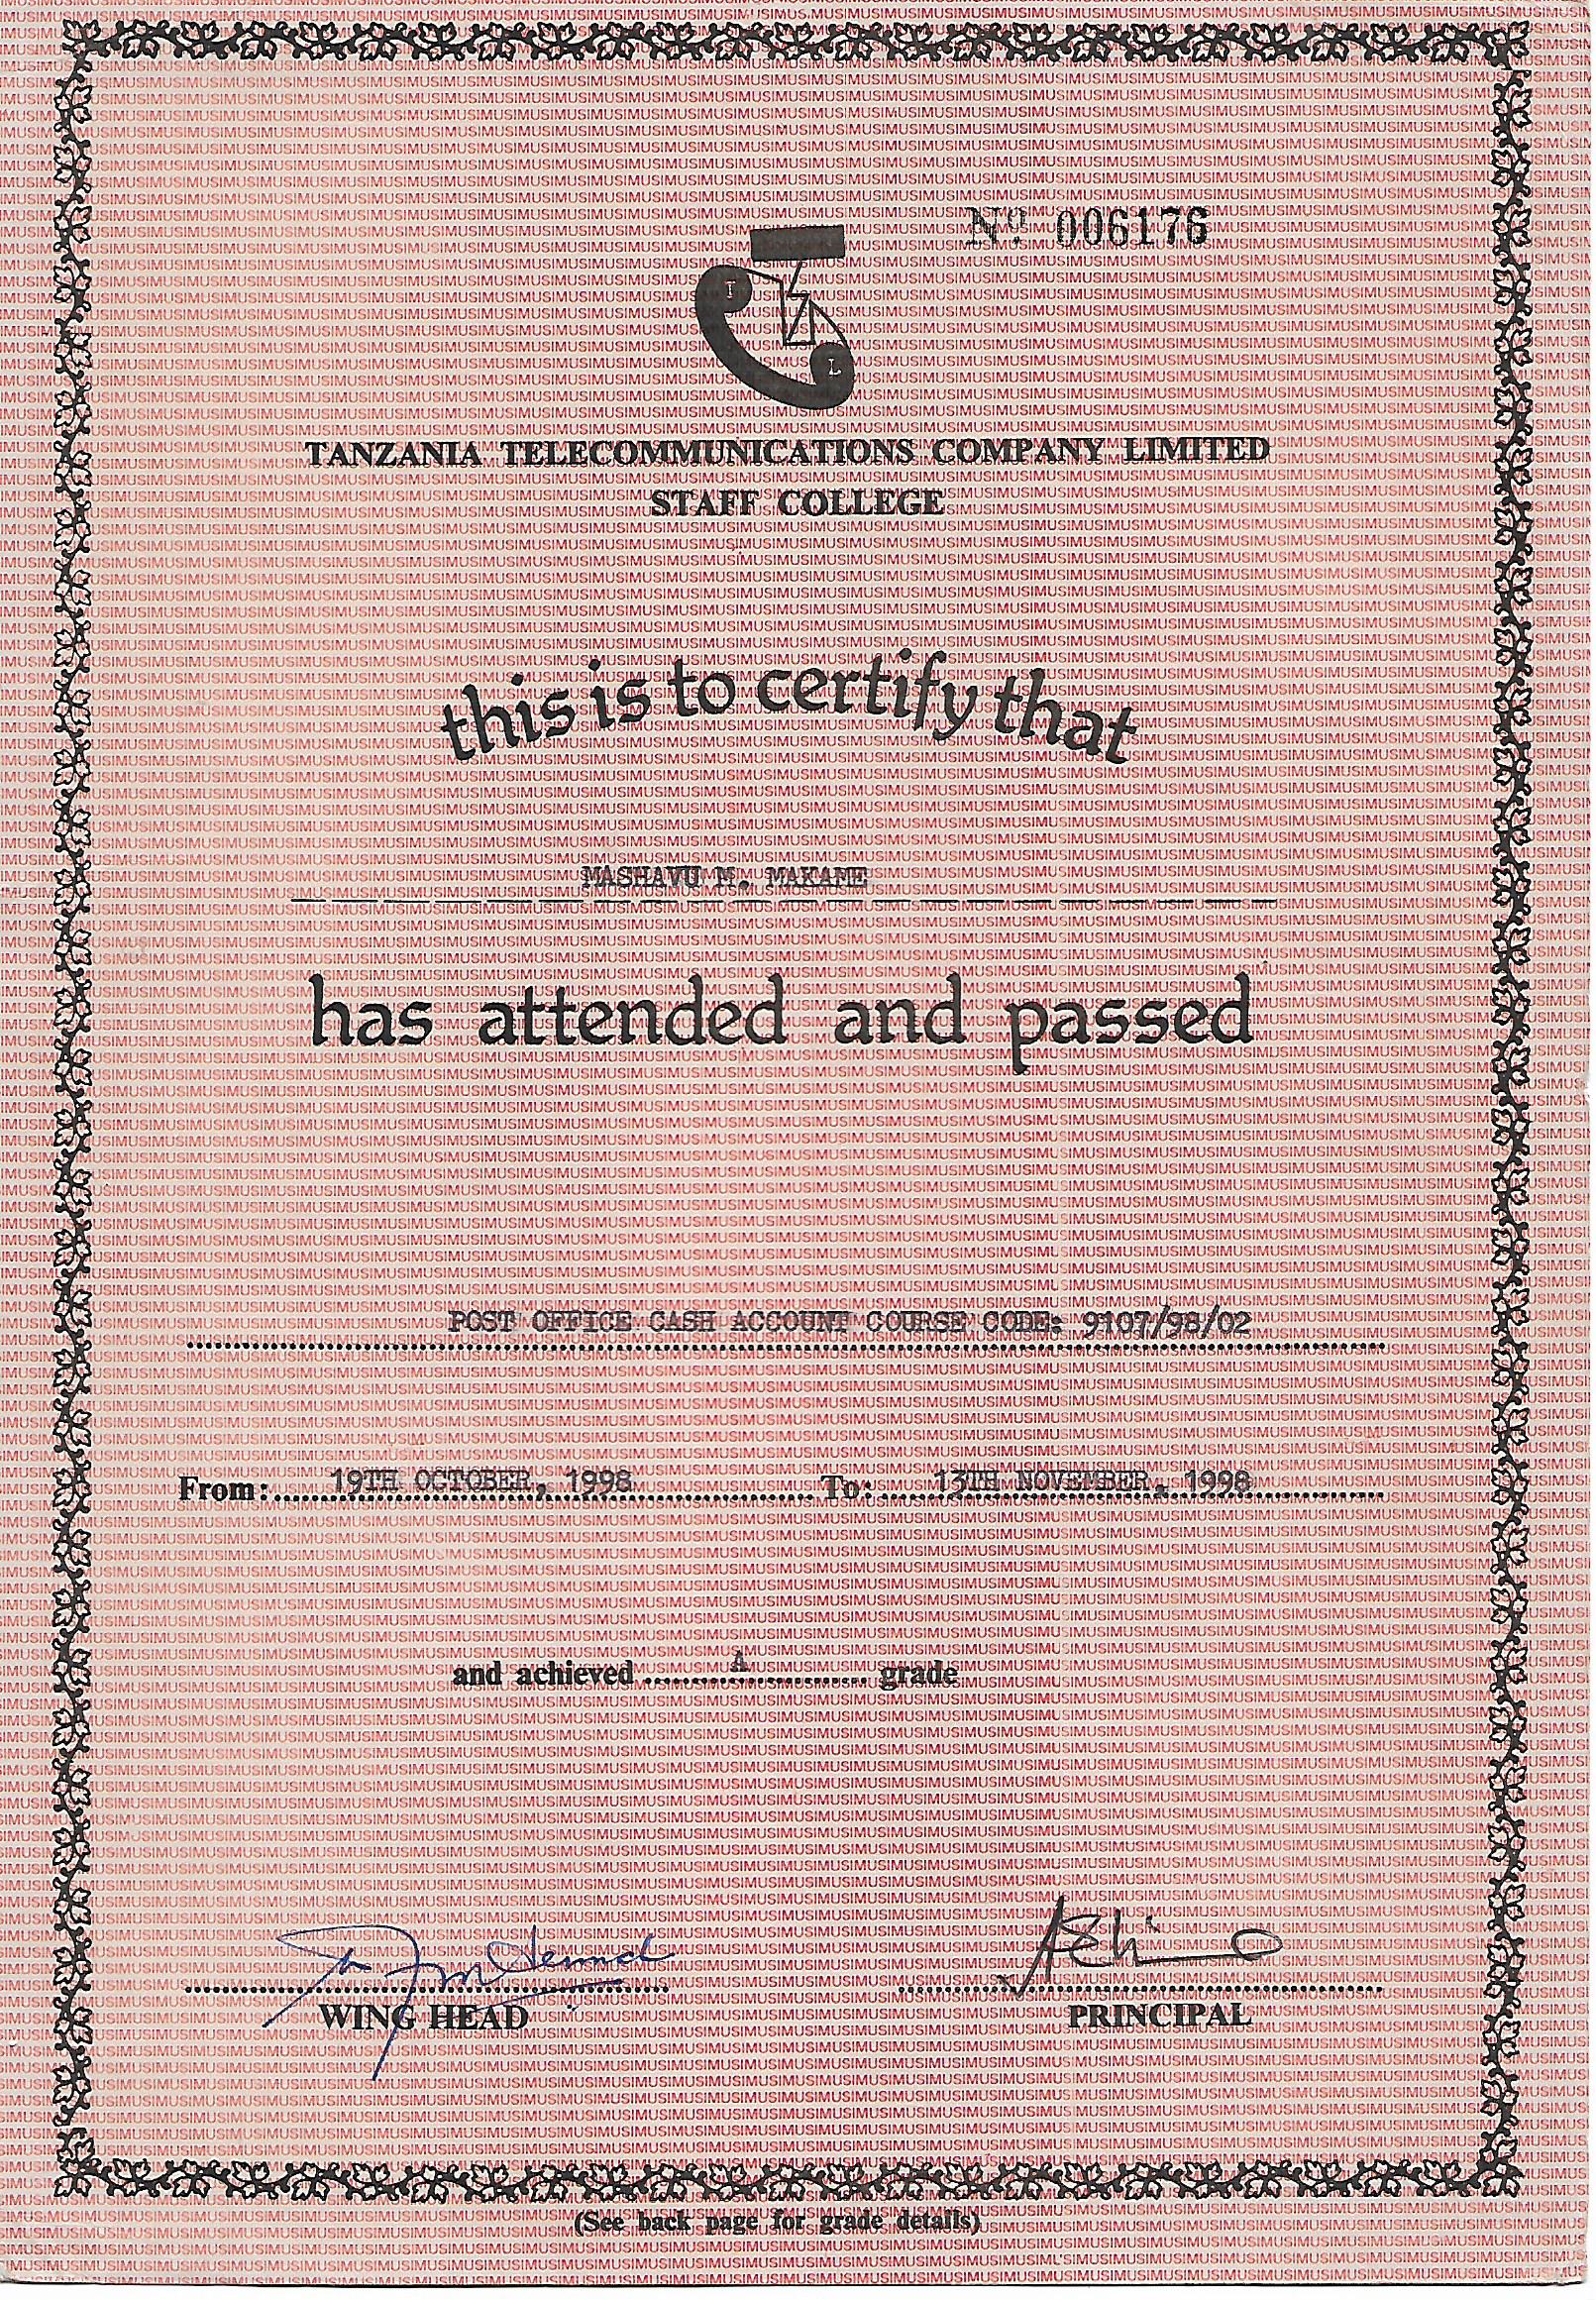 Nº. 006176
T
L
TANZANIA TELECOMMUNICATIONS COMPANY LIMITED
STAFF COLLEGE
this is to certify that
MASHAVU M. MAKAME
has attended and passed
POST OFFICE CASH ACCOUNT COURSE CODE: 9107/98/02
From: 19TH OCTOBER, 1998 To: 13TH NOVEMBER, 1998
and achieved A grade
WING HEAD
PRINCIPAL
(See back page for grade details)